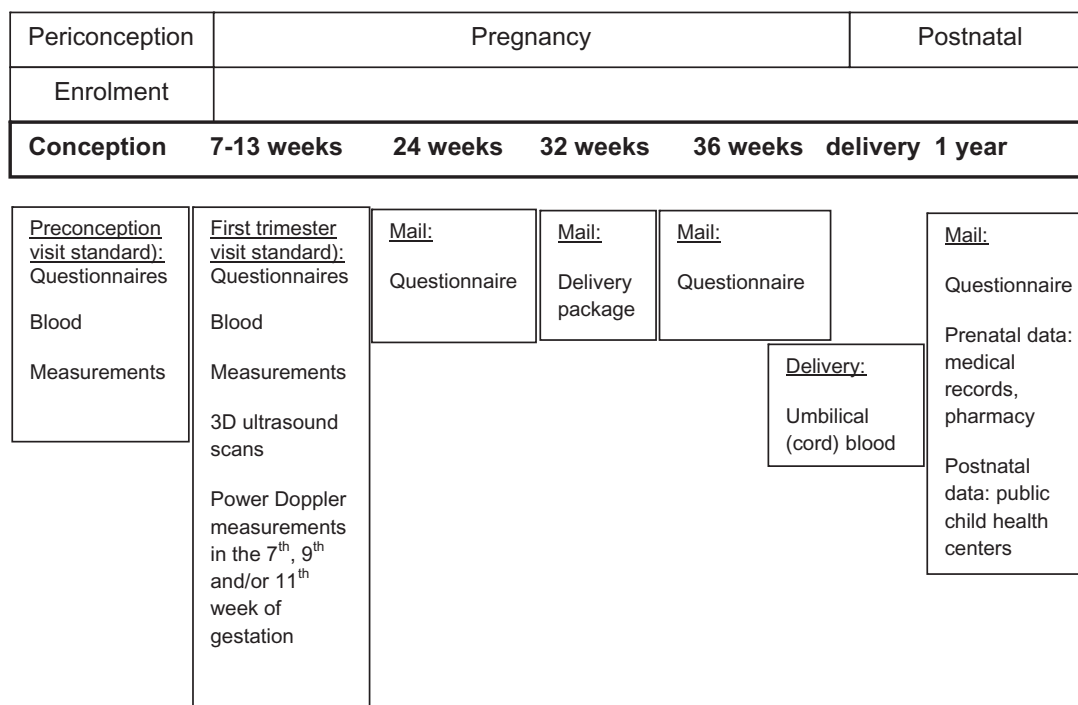 Periconception Pregnancy Postnatal
Enrolment
Conception 7-13 weeks 24 weeks 32 weeks 36 weeks delivery 1 year
Preconception
visit standard):
Questionnaires
Blood
Measurements
First trimester
visit standard):
Questionnaires
Blood
Measurements
3D ultrasound
scans
Power Doppler
measurements
in the 7th, 9th
and/or 11th
week of
gestation
Mail:
Questionnaire
Mail:
Delivery
package
Mail:
Questionnaire
Delivery:
Umbilical
(cord) blood
Mail:
Questionnaire
Prenatal data:
medical
records,
pharmacy
Postnatal
data: public
child health
centers